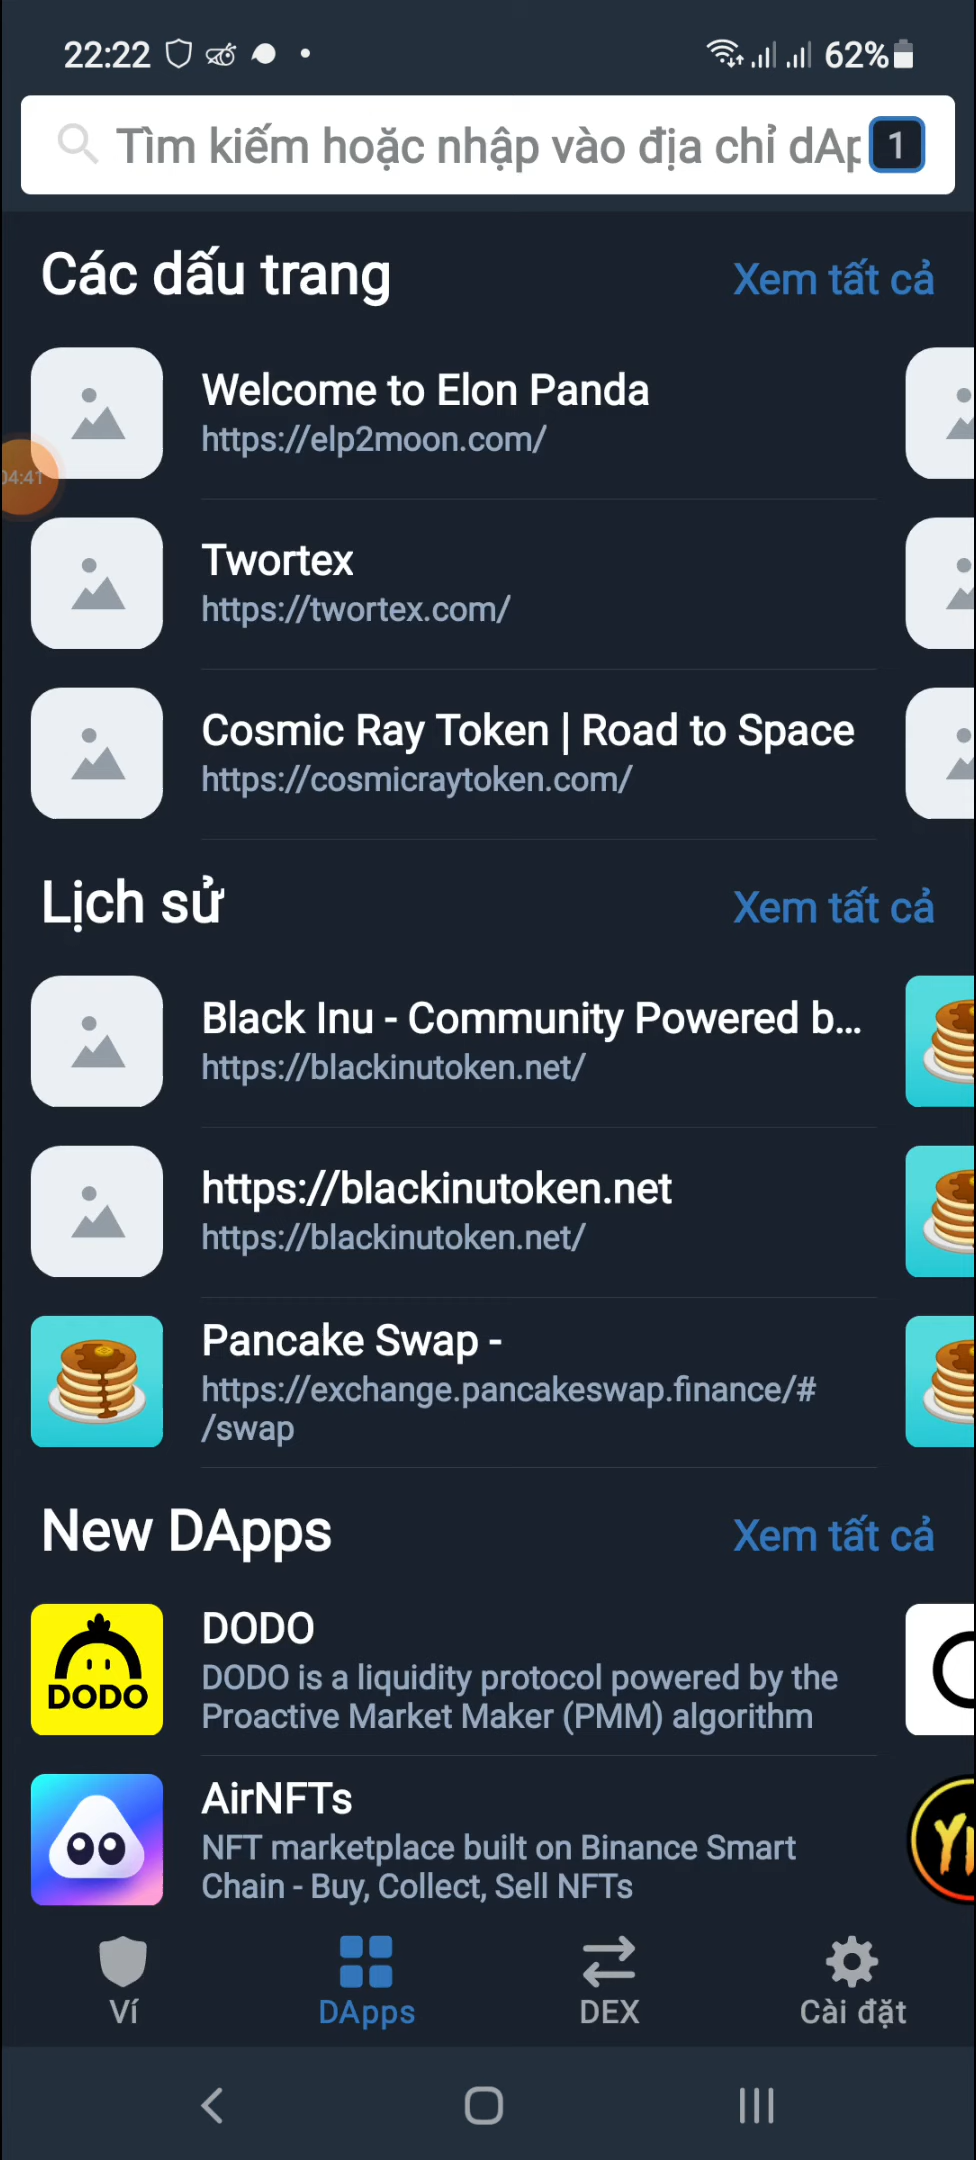 22:22
62%
Tìm kiếm hoặc nhập vào địa chỉ dAp
1
Các dấu trang
Xem tất cả
Welcome to Elon Panda
https://elp2moon.com/
04:41
Twortex
https://twortex.com/
Cosmic Ray Token | Road to Space
https://cosmicraytoken.com/
Lịch sử
Xem tất cả
Black Inu - Community Powered b...
https://blackinutoken.net/
https://blackinutoken.net
https://blackinutoken.net/
Pancake Swap -
https://exchange.pancakeswap.finance/#
/swap
New DApps
Xem tất cả
DODO
DODO
DODO is a liquidity protocol powered by the
Proactive Market Maker (PMM) algorithm
AirNFTs
NFT marketplace built on Binance Smart
Chain - Buy, Collect, Sell NFTs
Ví
DApps
DEX
Cài đặt